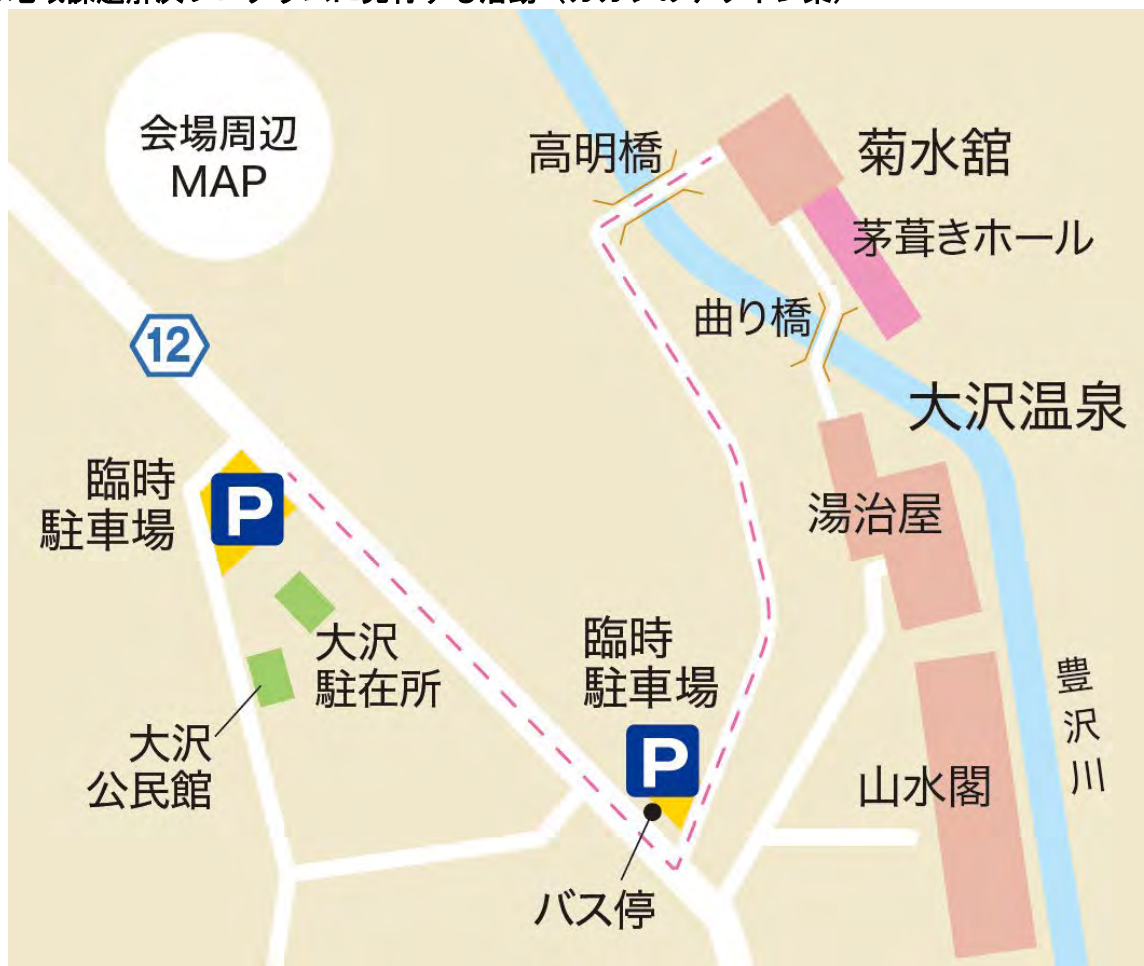 会場周辺
MAP
高明橋
菊水舘
茅葺きホール
曲り橋
12
大沢温泉
臨時
駐車場
P
湯治屋
大沢
駐在所
臨時
駐車場
P
豊沢川
大沢
公民館
山水閣
バス停